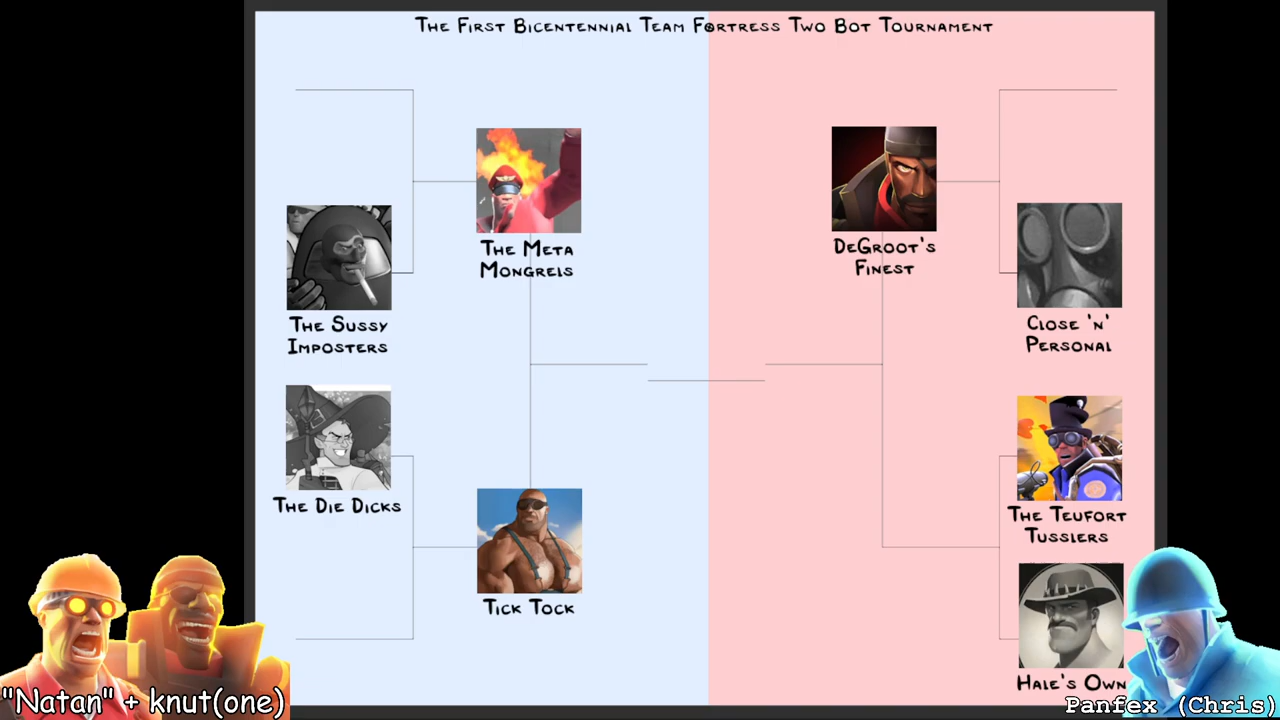 The First Bicentennial Team Fortress Two Bot Tournament
The Meta
Mongrels
DeGroot's
Finest
The Sussy
Imposters
Close 'n'
Personal
The Die Dicks
The Teufort
Tusslers
Tick Tock
Hale's Own
"Natan" + knut(one)
Panfex (Chris)